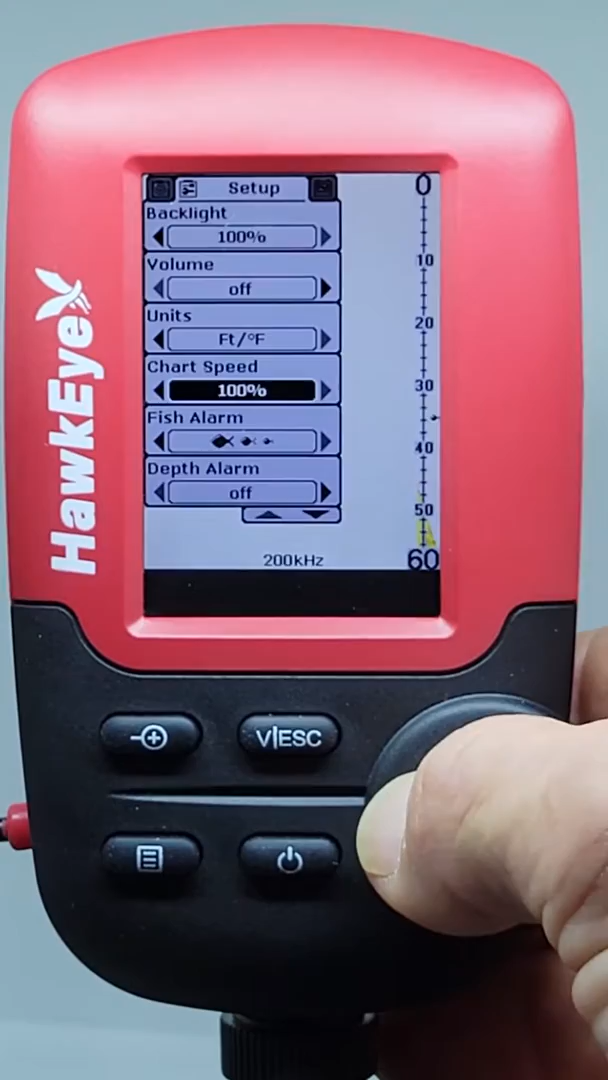 HawkEye
Setup
Backlight
100%
Volume
off
Units
Ft/°F
Chart Speed
100%
Fish Alarm
Depth Alarm
off
200kHz
0
10
20
30
40
50
60
V|ESC